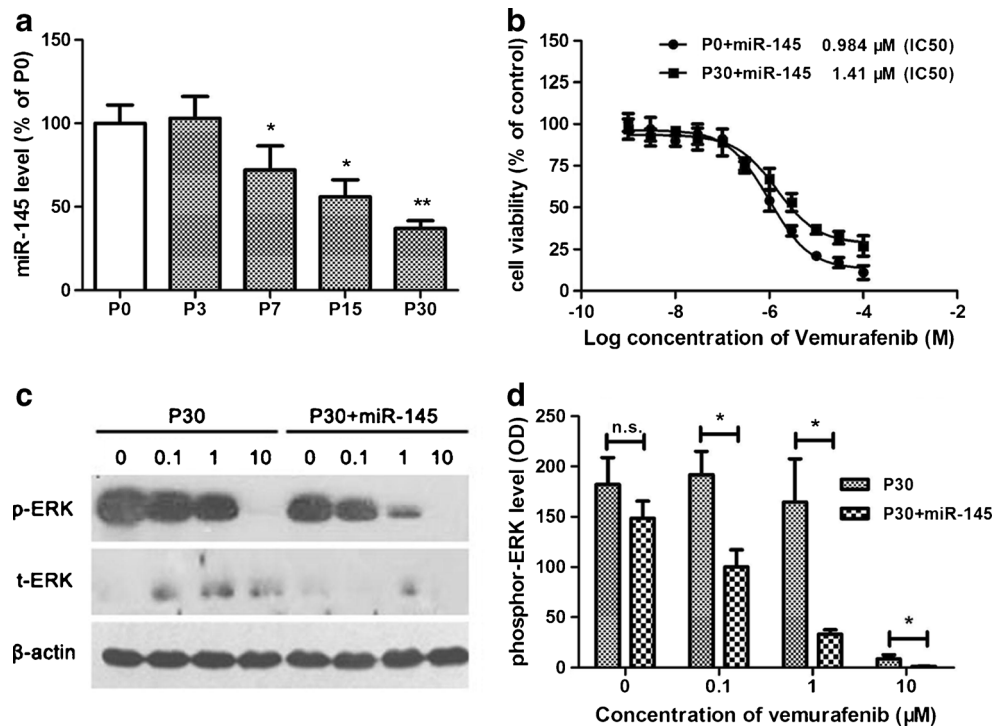 a
miR-145 level (% of P0)
150
100
50
0
*
*
**
P0 P3 P7 P15 P30
b
P0+miR-145 0.984 µM (IC50)
P30+miR-145 1.41 µM (IC50)
cell viability (% of control)
150
125
100
75
50
25
0
-10 -8 -6 -4 -2
Log concentration of Vemurafenib (M)
c
P30 P30+miR-145
0 0.1 1 10 0 0.1 1 10
p-ERK
t-ERK
β-actin
d
phosphor-ERK level (OD)
250
200
150
100
50
0
n.s.
*
*
*
P30
P30+miR-145
0 0.1 1 10
Concentration of vemurafenib (µM)